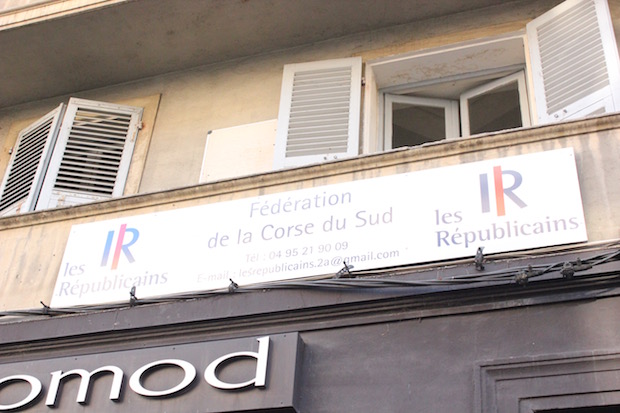 Fédération
de la Corse du Sud
Tél : 04 95 21 90 09
E-mail : lesrepublicains.2a@gmail.com
lR
les
Républicains
lR
les
Républicains
omod